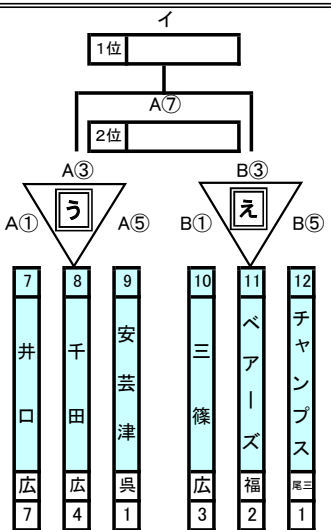 イ
1位
A⑦
2位
A③ B③
A① う A⑤ B① え B⑤
7 8 9 10 11 12
井口 千田 安芸津 三篠 ベアーズ チャンプス
広 広 呉 広 福 尾三
7 4 1 3 2 1